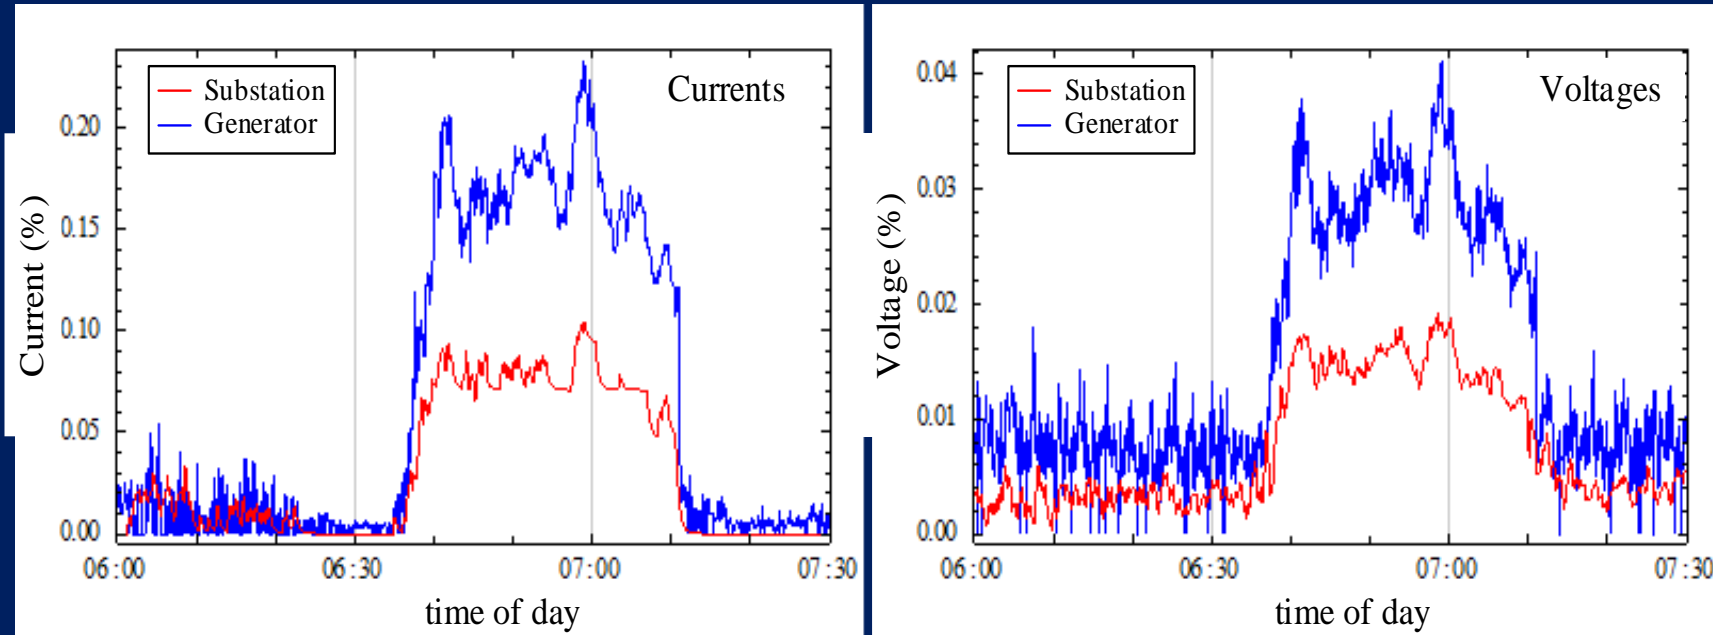 Currents
Substation
Generator
Current (%)
0.20
0.15
0.10
0.05
0.00
06:00
06:30
07:00
07:30
time of day
Voltages
Substation
Generator
Voltage (%)
0.04
0.03
0.02
0.01
0.00
06:00
06:30
07:00
07:30
time of day